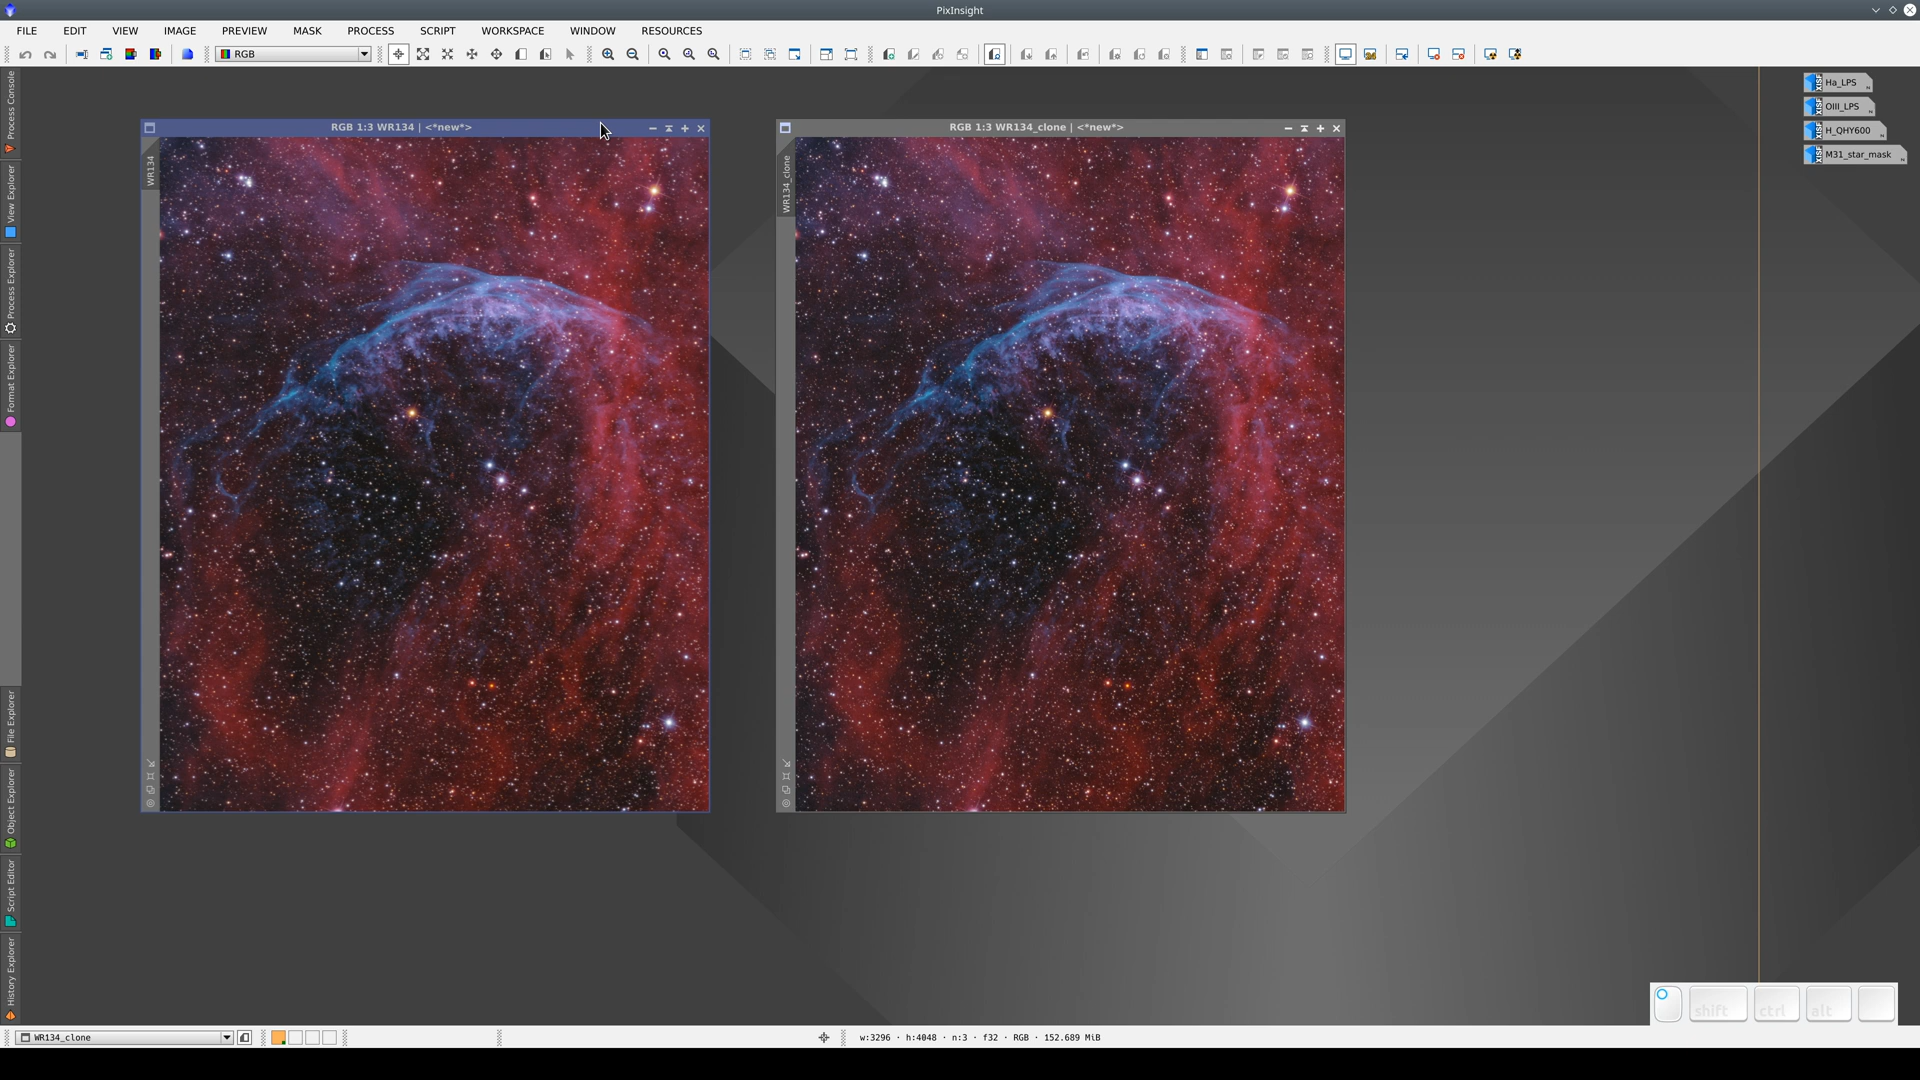 PixInsight
FILE EDIT VIEW IMAGE PREVIEW MASK PROCESS SCRIPT WORKSPACE WINDOW RESOURCES
RGB
Process Console
View Explorer
Process Explorer
Format Explorer
File Explorer
Object Explorer
Script Editor
History Explorer
RGB 1:3 WR134 | <*new*>
WR134
RGB 1:3 WR134_clone | <*new*>
WR134_clone
Ha_LPS
OIII_LPS
H_QHY600
M31_star_mask
shift ctrl alt
WR134_clone
w:3296 · h:4048 · n:3 · f32 · RGB · 152.689 MiB